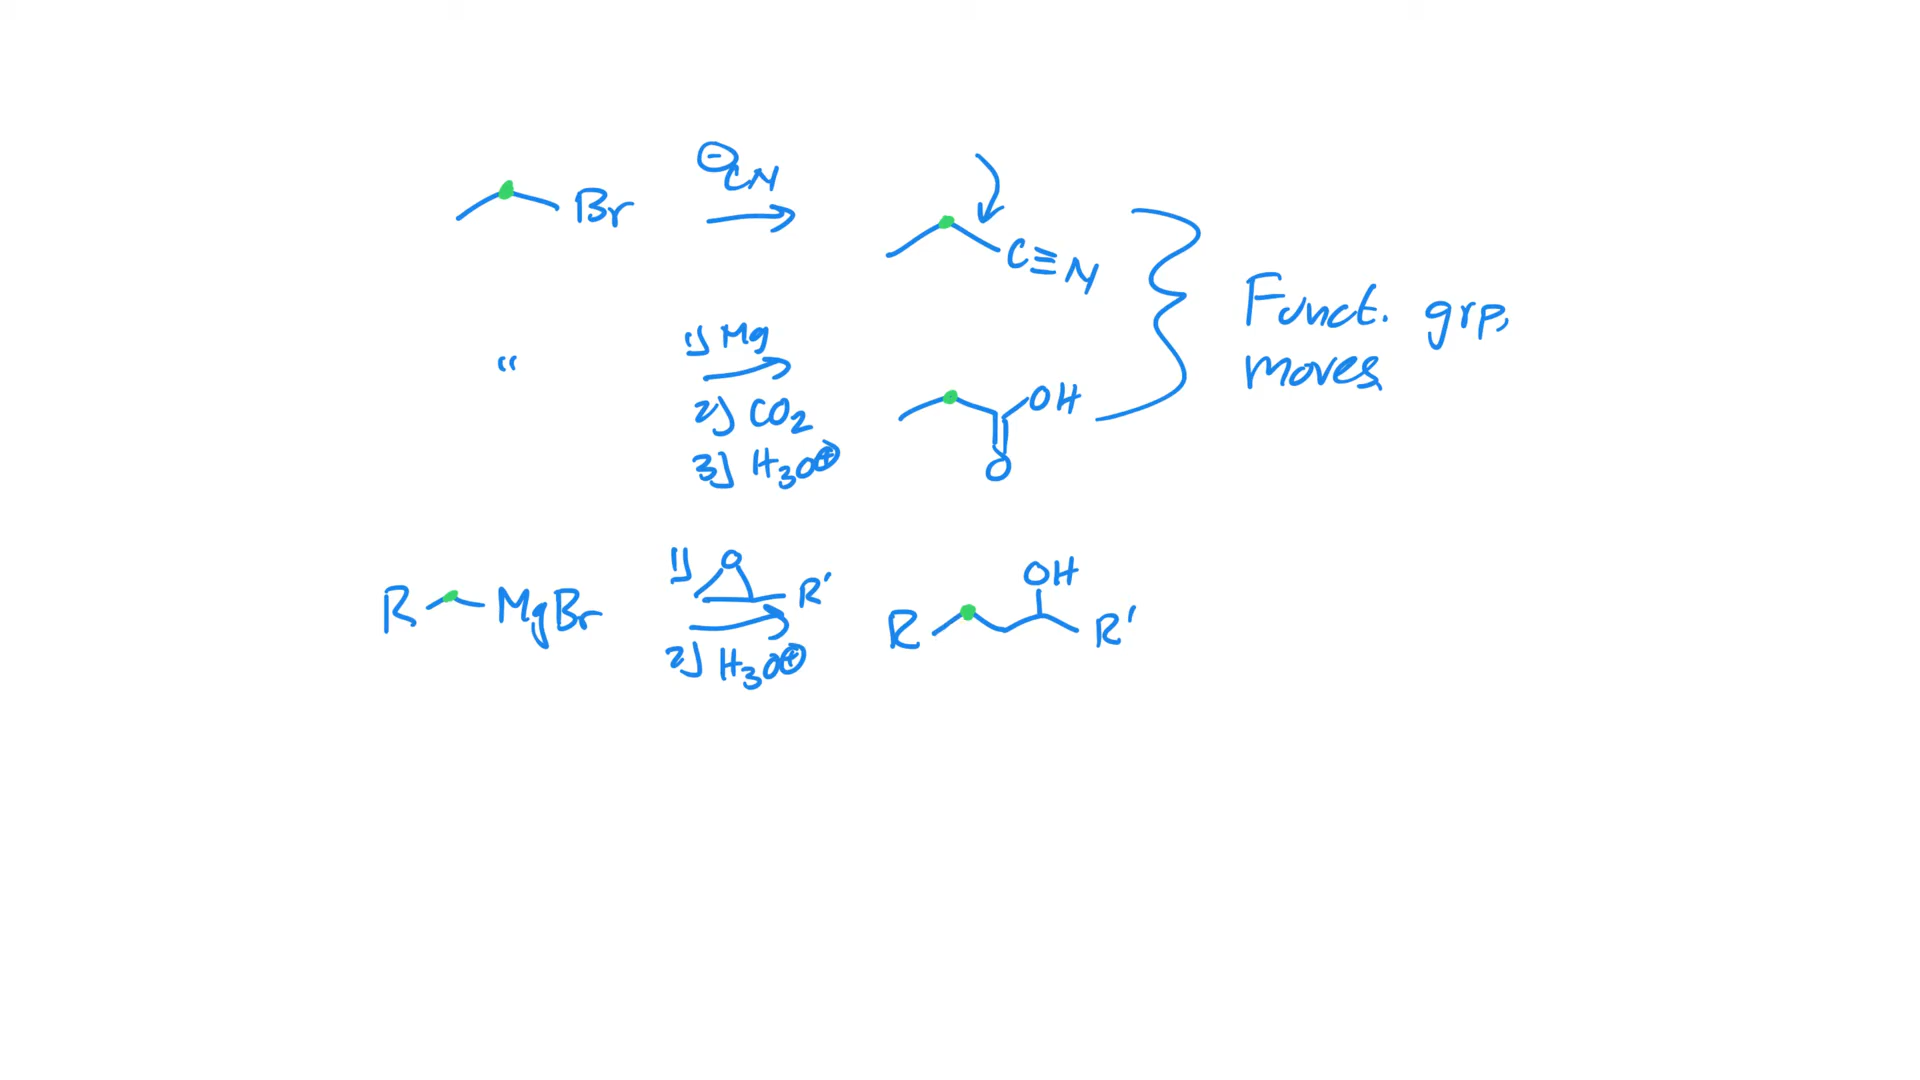 ⊖CN
Br
C≡N
Funct. grp.
moves
“
1) Mg
2) CO2
3) H3O⊕
OH
O
R MgBr
1) O R'
2) H3O⊕
OH
R R'